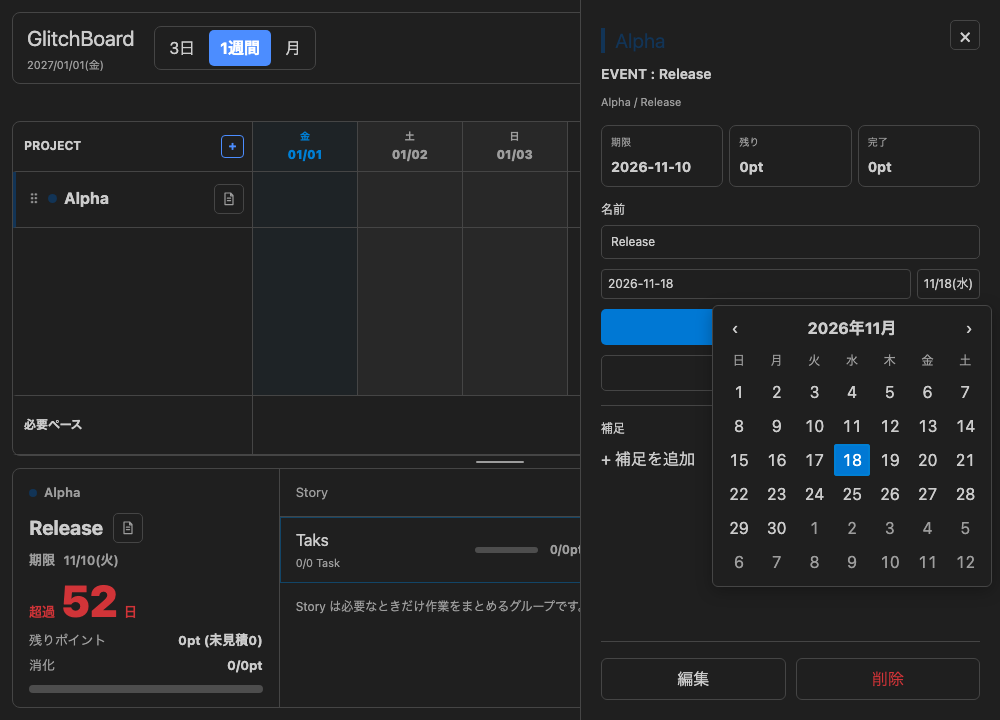 GlitchBoard
2027/01/01(金)
3日 1週間 月
PROJECT +
金
01/01
土
01/02
日
01/03
Alpha
必要ペース
Alpha
Release
期限 11/10(火)
超過 52 日
残りポイント 0pt (未見積0)
消化 0/0pt
Story
Taks
0/0 Task
0/0pt
Story は必要なときだけ作業をまとめるグループです。
Alpha
×
EVENT : Release
Alpha / Release
期限
2026-11-10
残り
0pt
完了
0pt
名前
Release
2026-11-18 11/18(水)
‹ 2026年11月 ›
日 月 火 水 木 金 土
1 2 3 4 5 6 7
8 9 10 11 12 13 14
15 16 17 18 19 20 21
22 23 24 25 26 27 28
29 30 1 2 3 4 5
6 7 8 9 10 11 12
補足
+ 補足を追加
編集 削除